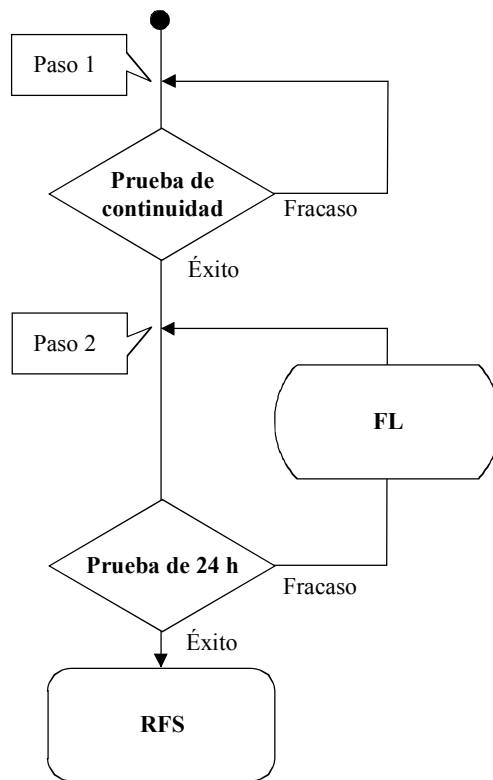 Paso 1
Prueba de
continuidad
Fracaso
Éxito
Paso 2
FL
Prueba de 24 h
Fracaso
Éxito
RFS